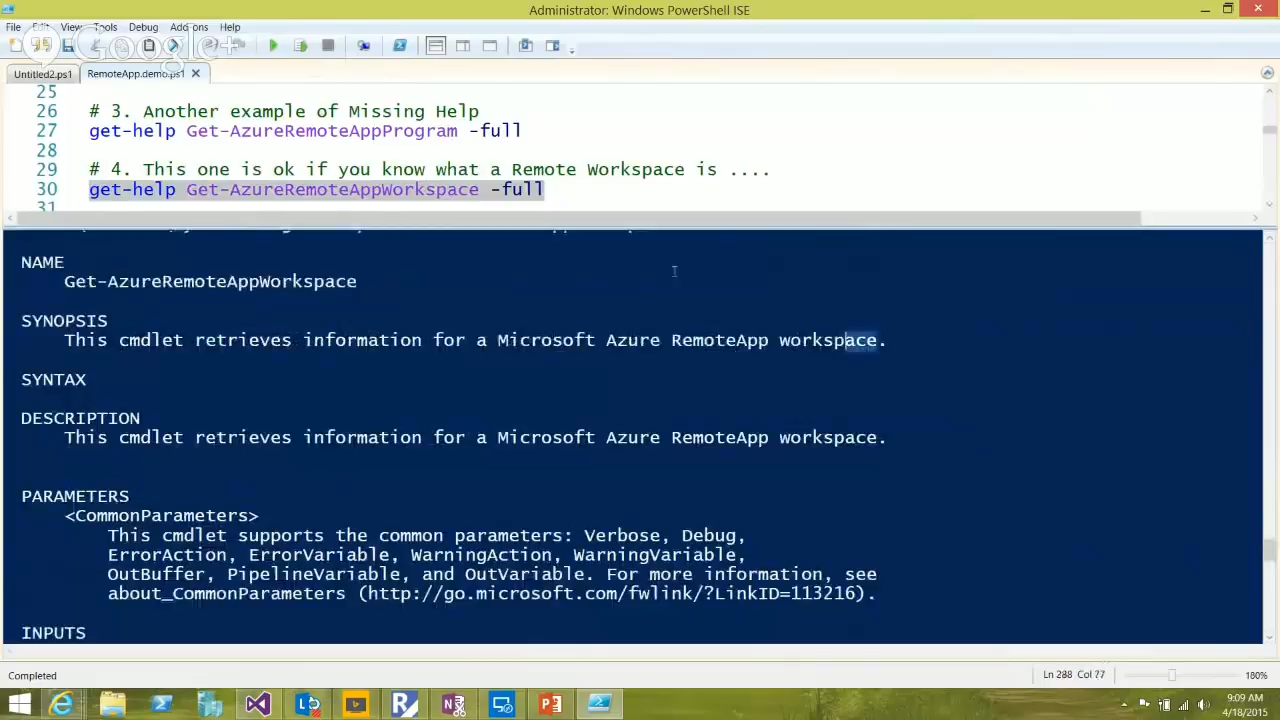 Administrator: Windows PowerShell ISE
File Edit View Tools Debug Add-ons Help
Google+
Untitled2.ps1 RemoteApp.demo.ps1
25
26 # 3. Another example of Missing Help
27 get-help Get-AzureRemoteAppProgram -full
28
29 # 4. This one is ok if you know what a Remote Workspace is ....
30 get-help Get-AzureRemoteAppWorkspace -full
31
NAME
Get-AzureRemoteAppWorkspace
SYNOPSIS
This cmdlet retrieves information for a Microsoft Azure RemoteApp workspace.
SYNTAX
DESCRIPTION
This cmdlet retrieves information for a Microsoft Azure RemoteApp workspace.
PARAMETERS
<CommonParameters>
This cmdlet supports the common parameters: Verbose, Debug,
ErrorAction, ErrorVariable, WarningAction, WarningVariable,
OutBuffer, PipelineVariable, and OutVariable. For more information, see
about_CommonParameters (http://go.microsoft.com/fwlink/?LinkID=113216).
INPUTS
Completed Ln 288 Col 77 180%
9:09 AM
4/18/2015